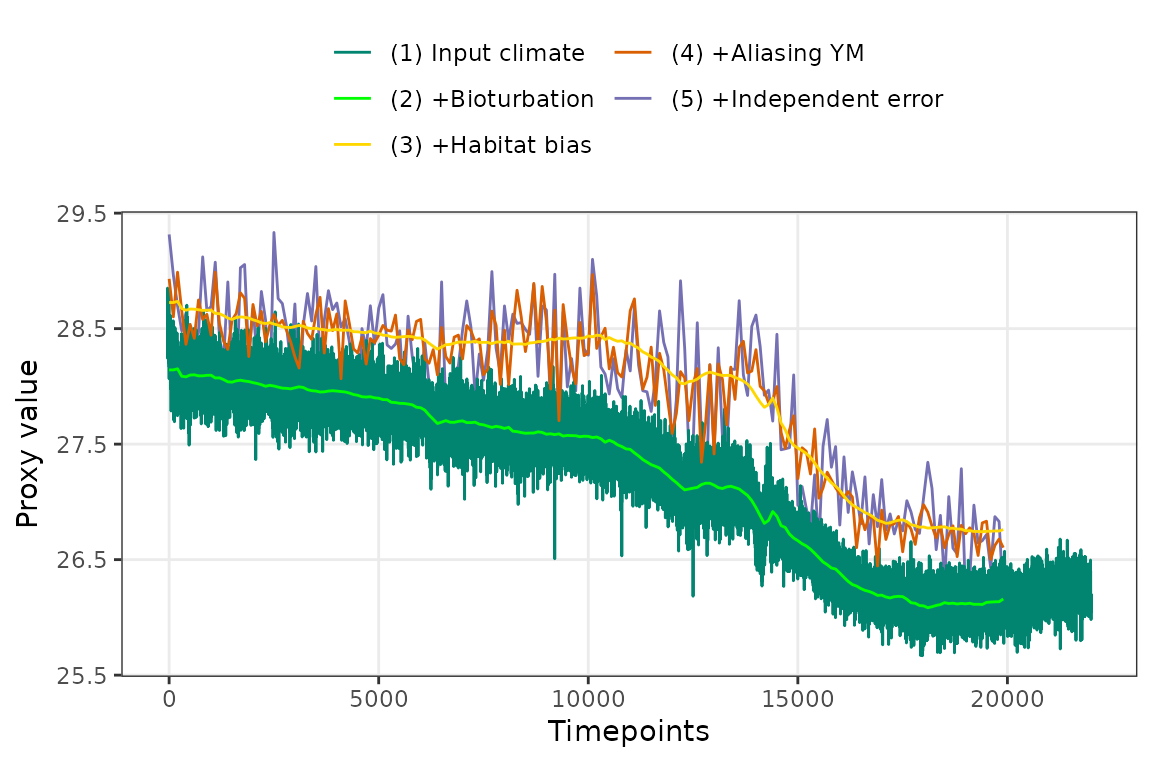 (1) Input climate
(4) +Aliasing YM
(2) +Bioturbation
(5) +Independent error
(3) +Habitat bias
29.5
28.5
27.5
26.5
25.5
Proxy value
0
5000
10000
15000
20000
Timepoints